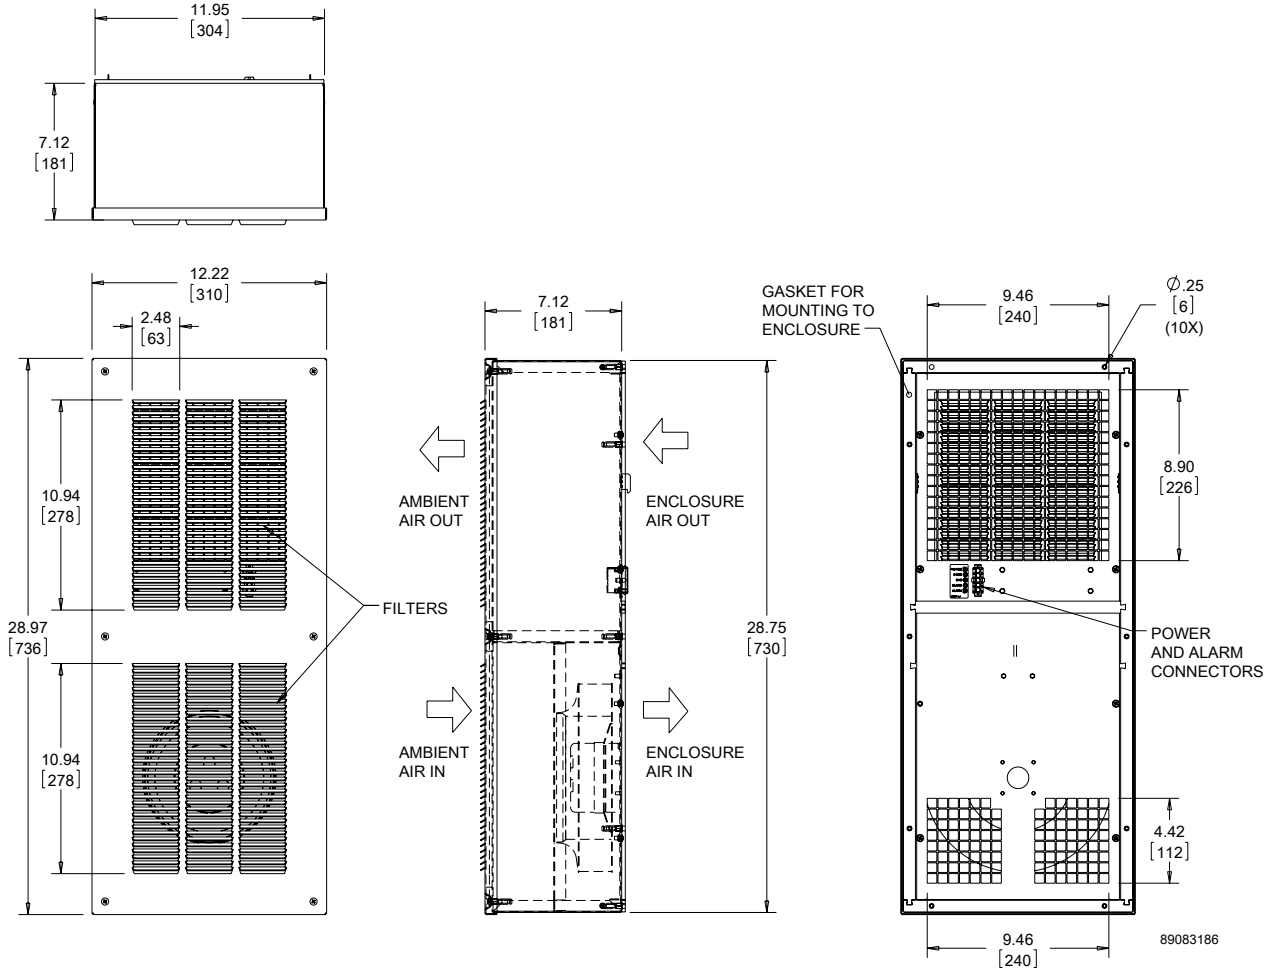 11.95
[304]
7.12
[181]
12.22
[310]
2.48
[63]
10.94
[278]
28.97
[736]
10.94
[278]
FILTERS
7.12
[181]
AMBIENT
AIR OUT
ENCLOSURE
AIR OUT
AMBIENT
AIR IN
ENCLOSURE
AIR IN
28.75
[730]
GASKET FOR
MOUNTING TO
ENCLOSURE
9.46
[240]
Ø.25
[6]
(10X)
8.90
[226]
POWER
AND ALARM
CONNECTORS
4.42
[112]
9.46
[240]
89083186